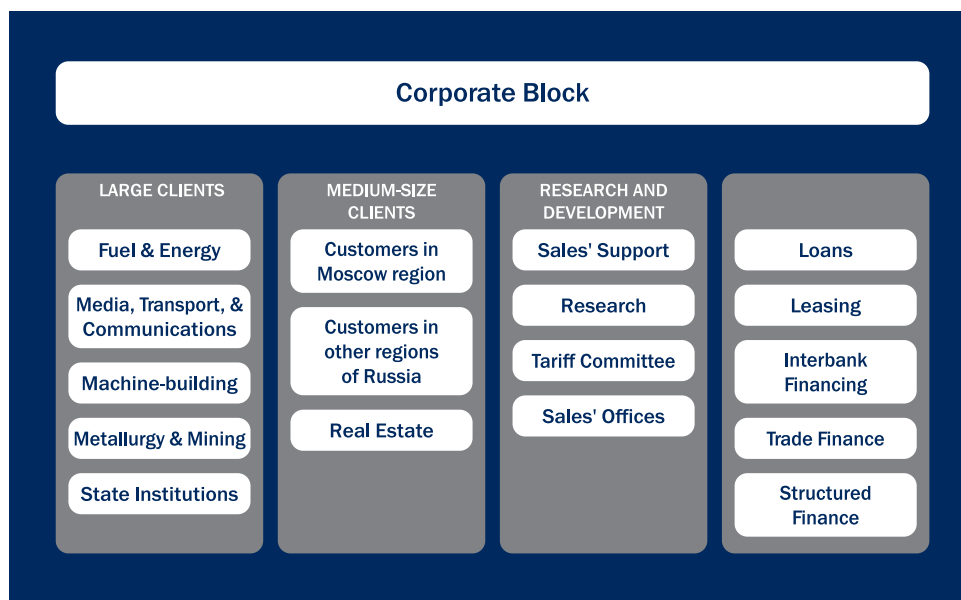 Corporate Block
LARGE CLIENTS
Fuel & Energy
Media, Transport, &
Communications
Machine-building
Metallurgy & Mining
State Institutions
MEDIUM-SIZE
CLIENTS
Customers in
Moscow region
Customers in
other regions
of Russia
Real Estate
RESEARCH AND
DEVELOPMENT
Sales' Support
Research
Tariff Committee
Sales' Offices
Loans
Leasing
Interbank
Financing
Trade Finance
Structured
Finance